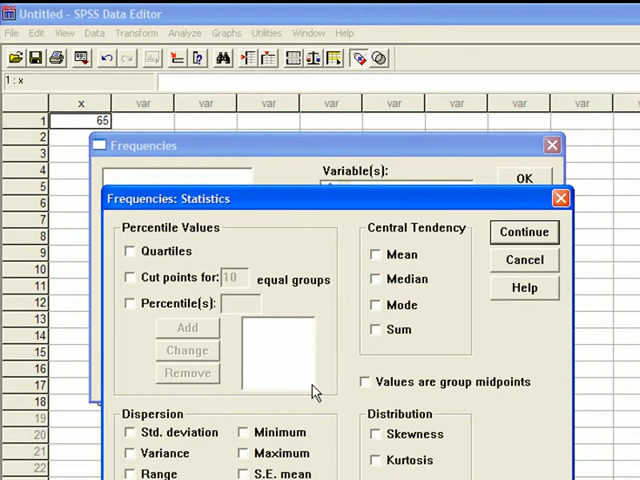 Untitled - SPSS Data Editor
File Edit View Data Transform Analyze Graphs Utilities Window Help
1 : x
x var var var var var var var var
1 65
2
3
4
5
6
7
8
9
10
11
12
13
14
15
16
17
18
19
20
21
22
Frequencies
Variable(s):
OK
Frequencies: Statistics
Percentile Values
Quartiles
Cut points for: 10 equal groups
Percentile(s):
Add
Change
Remove
Central Tendency
Mean
Median
Mode
Sum
Continue
Cancel
Help
Values are group midpoints
Dispersion
Std. deviation Minimum
Variance Maximum
Range S.E. mean
Distribution
Skewness
Kurtosis